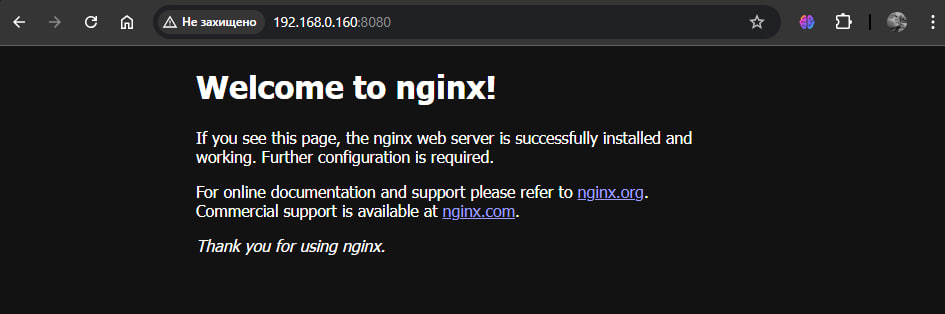 Не захищено 192.168.0.160:8080
Welcome to nginx!
If you see this page, the nginx web server is successfully installed and
working. Further configuration is required.
For online documentation and support please refer to nginx.org.
Commercial support is available at nginx.com.
Thank you for using nginx.